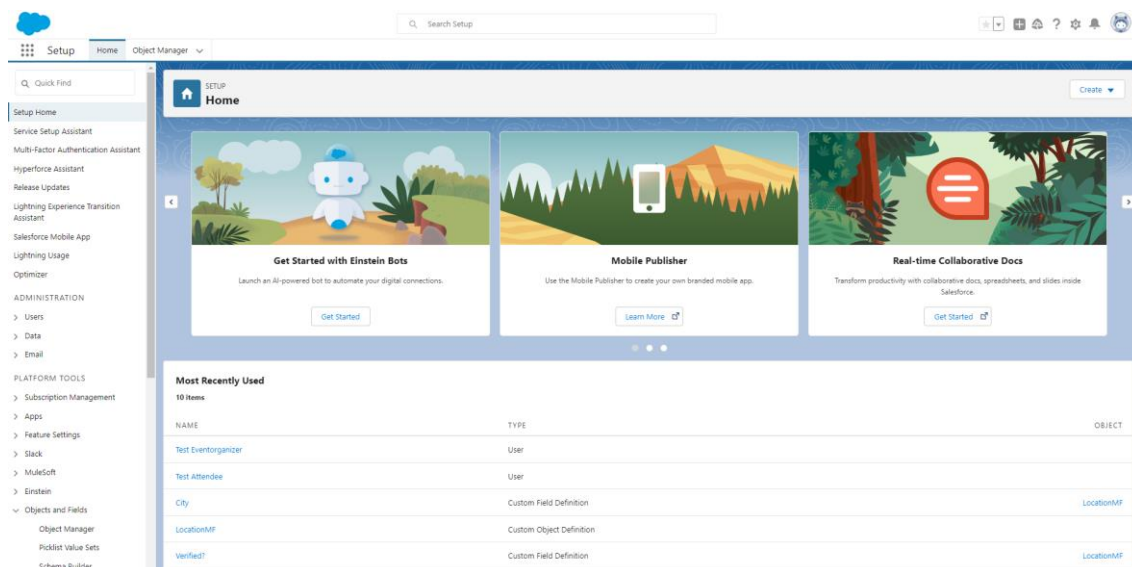 Search Setup
Setup
Home
Object Manager
Quick Find
Setup Home
Service Setup Assistant
Multi-Factor Authentication Assistant
Hyperforce Assistant
Release Updates
Lightning Experience Transition
Assistant
Salesforce Mobile App
Lightning Usage
Optimizer
ADMINISTRATION
Users
Data
Email
PLATFORM TOOLS
Subscription Management
Apps
Feature Settings
Slack
MuleSoft
Einstein
Objects and Fields
Object Manager
Picklist Value Sets
Schema Builder
SETUP
Home
Create
Get Started with Einstein Bots
Launch an AI-powered bot to automate your digital connections.
Get Started
Mobile Publisher
Use the Mobile Publisher to create your own branded mobile app.
Learn More
Real-time Collaborative Docs
Transform productivity with collaborative docs, spreadsheets, and slides inside
Salesforce.
Get Started
Most Recently Used
10 items
NAME TYPE OBJECT
Test Eventorganizer User
Test Attendee User
City Custom Field Definition LocationMF
LocationMF Custom Object Definition
Verified? Custom Field Definition LocationMF